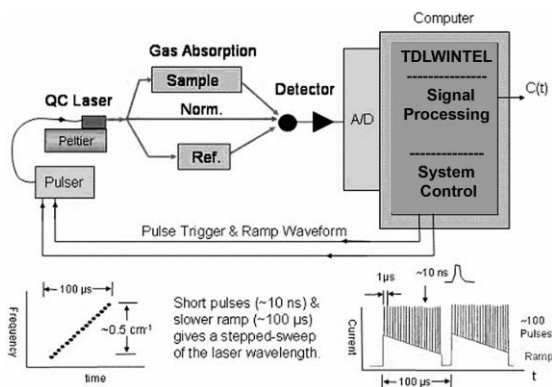 Computer
TDLWINTEL
Signal
Processing
System
Control
C(t)
A/D
Gas Absorption
Sample
Detector
QC Laser
Norm.
Peltier
Ref.
Pulser
Pulse Trigger & Ramp Waveform
100 µs
Frequency
~0.5 cm⁻¹
time
Short pulses (~10 ns) &
slower ramp (~100 µs)
gives a stepped-sweep
of the laser wavelength.
1µs
~10 ns
Current
~100
Pulses
Ramp
100 µs
t